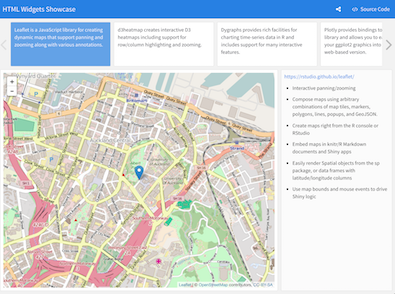 HTML Widgets Showcase
Source Code
Leaflet is a JavaScript library for creating
dynamic maps that support panning and
zooming along with various annotations.
d3heatmap creates interactive D3
heatmaps including support for
row/column highlighting and zooming.
Dygraphs provides rich facilities for
charting time-series data in R and
includes support for many interactive
features.
Plotly provides bindings to
library and allows you to e
your ggplot2 graphics into
web-based version.
+
-
Leaflet | © OpenStreetMap contributors, CC-BY-SA
https://rstudio.github.io/leaflet/
Interactive panning/zooming
Compose maps using arbitrary
combinations of map tiles, markers,
polygons, lines, popups, and GeoJSON.
Create maps right from the R console or
RStudio
Embed maps in knitr/R Markdown
documents and Shiny apps
Easily render Spatial objects from the sp
package, or data frames with
latitude/longitude columns
Use map bounds and mouse events to drive
Shiny logic